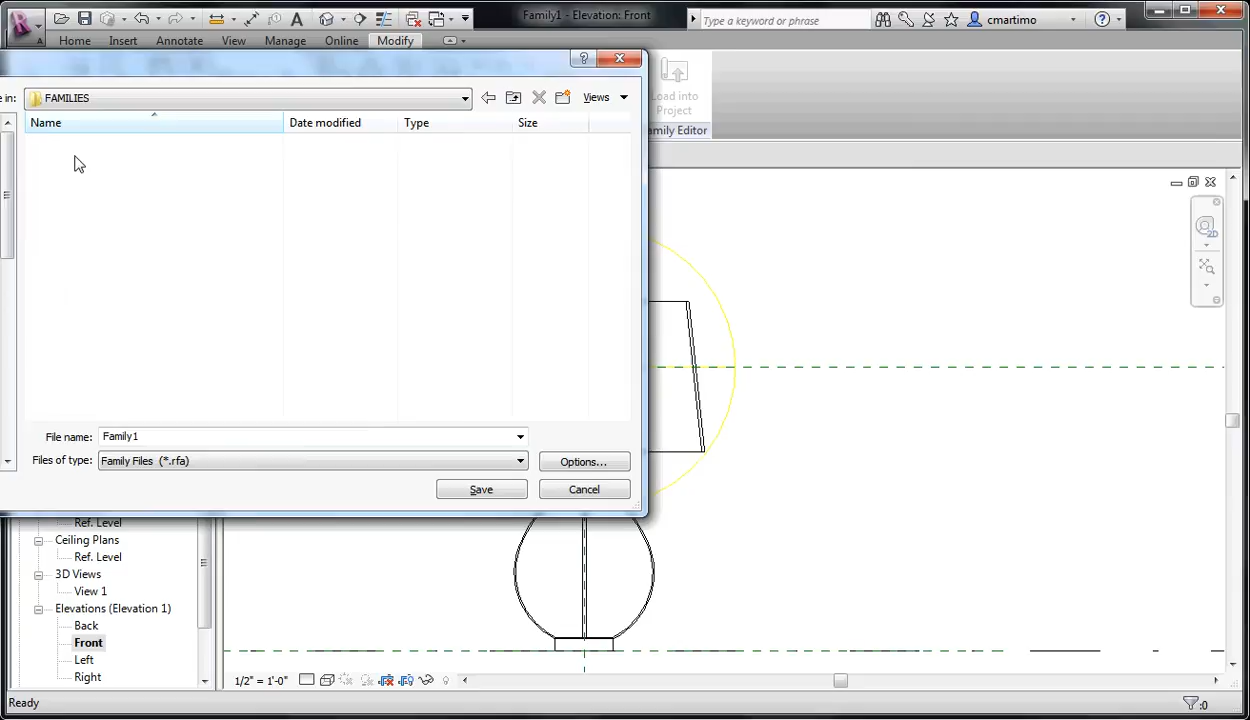 Family1 - Elevation: Front
Type a keyword or phrase
cmartimo
Home
Insert
Annotate
View
Manage
Online
Modify
e in:
FAMILIES
Views
Load into
Project
amily Editor
Name
Date modified
Type
Size
File name:
Family1
Files of type:
Family Files (*.rfa)
Options...
Save
Cancel
2D
Ref. Level
Ceiling Plans
Ref. Level
3D Views
View 1
Elevations (Elevation 1)
Back
Front
Left
Right
1/2" = 1'-0"
Ready
:0